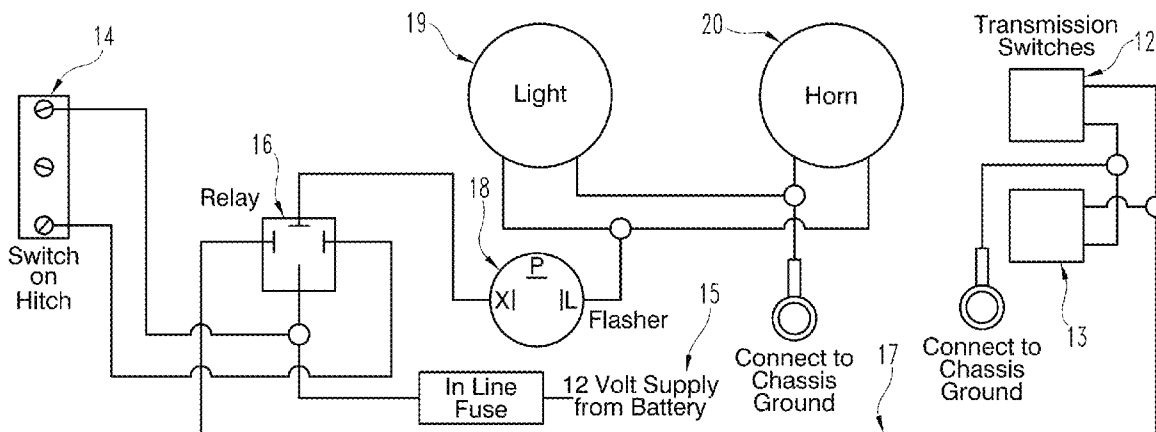 14
19
20
Transmission
Switches
12
Light
Horn
16
Relay
18
P
X
L
Switch
on
Hitch
Flasher
15
13
In Line
Fuse
12 Volt Supply
from Battery
Connect to
Chassis
Ground
17
Connect to
Chassis
Ground